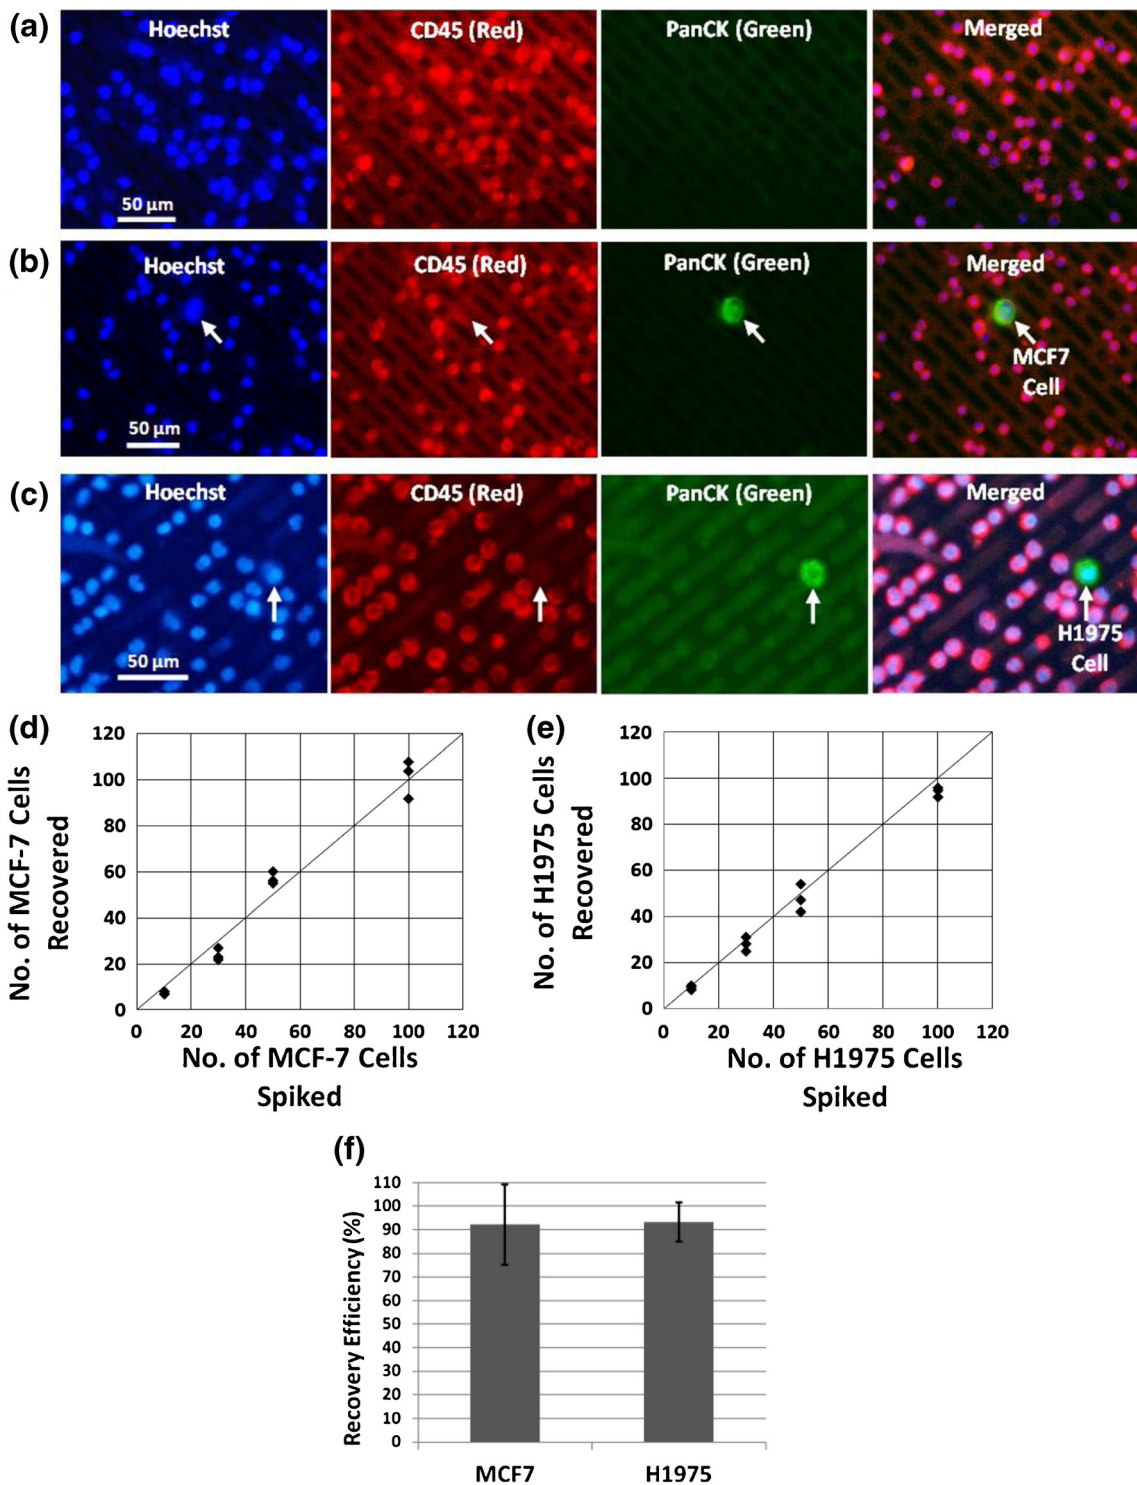 (a)
Hoechst
CD45 (Red)
PanCK (Green)
Merged
50 µm
(b)
Hoechst
CD45 (Red)
PanCK (Green)
Merged
MCF7
Cell
50 µm
(c)
Hoechst
CD45 (Red)
PanCK (Green)
Merged
H1975
Cell
50 µm
(d)
No. of MCF-7 Cells
Recovered
120
100
80
60
40
20
0
0 20 40 60 80 100 120
No. of MCF-7 Cells
Spiked
(e)
No. of H1975 Cells
Recovered
120
100
80
60
40
20
0
0 20 40 60 80 100 120
No. of H1975 Cells
Spiked
(f)
Recovery Efficiency (%)
110
100
90
80
70
60
50
40
30
20
10
0
MCF7 H1975